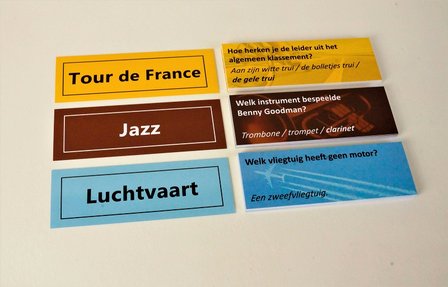 Tour de France
Hoe herken je de leider uit het
algemeen klassement?
Aan zijn witte trui / de bolletjes trui /
de gele trui
Jazz
Welk instrument bespeelde
Benny Goodman?
Trombone / trompet / clarinet
Luchtvaart
Welk vliegtuig heeft geen motor?
Een zweefvliegtuig.